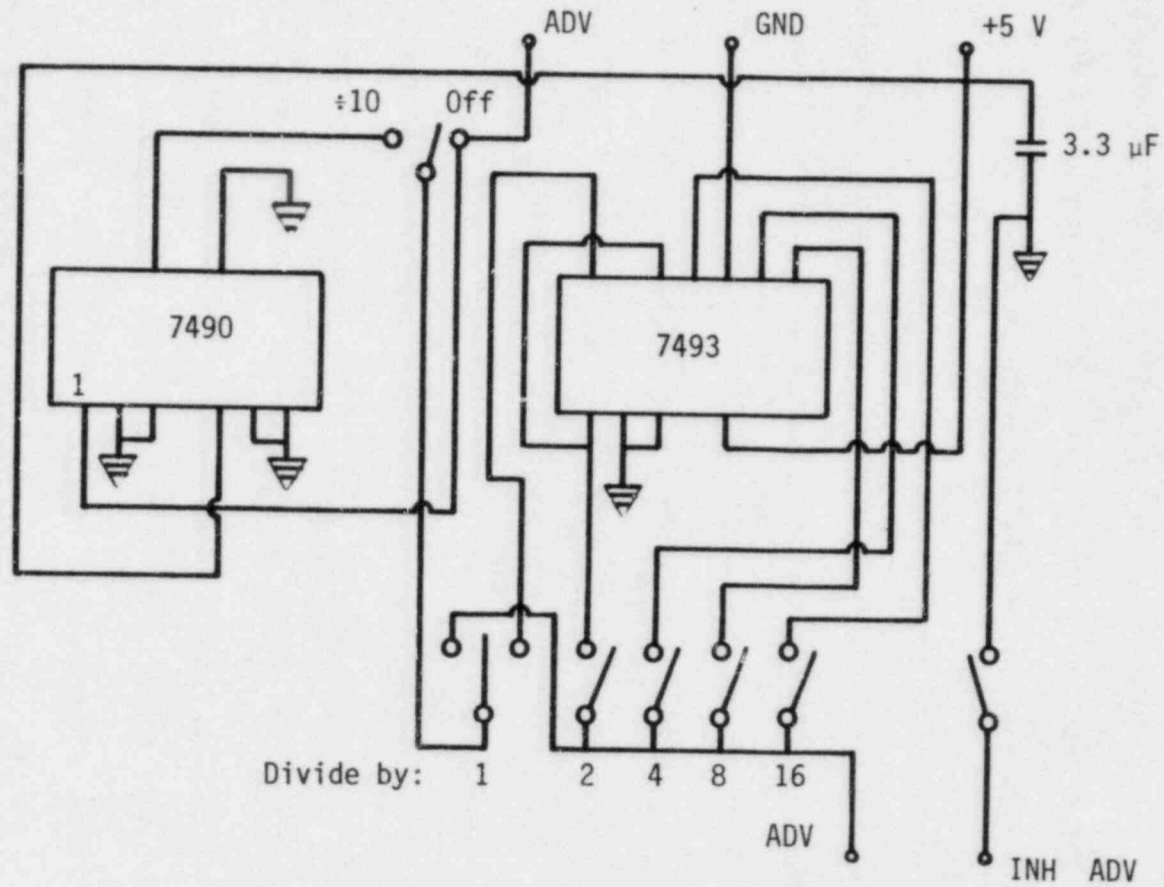 ADV
GND
+5 V
÷10
Off
3.3 µF
7490
7493
1
Divide by: 1 2 4 8 16
ADV
INH ADV